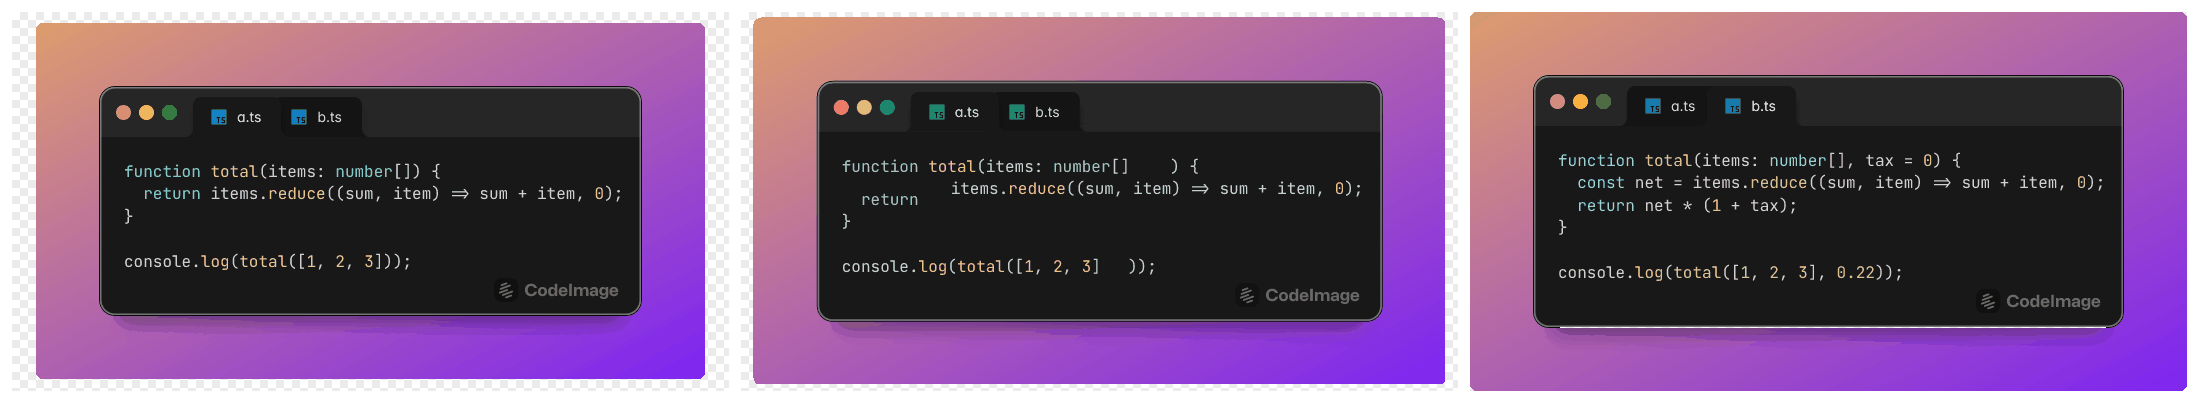 a.ts
b.ts
function total(items: number[]) {
  return items.reduce((sum, item) => sum + item, 0);
}
console.log(total([1, 2, 3]));
CodeImage
a.ts
b.ts
function total(items: number[]    ) {
  return     items.reduce((sum, item) => sum + item, 0);
}
console.log(total([1, 2, 3]   ));
CodeImage
a.ts
b.ts
function total(items: number[], tax = 0) {
  const net = items.reduce((sum, item) => sum + item, 0);
  return net * (1 + tax);
}
console.log(total([1, 2, 3], 0.22));
CodeImage